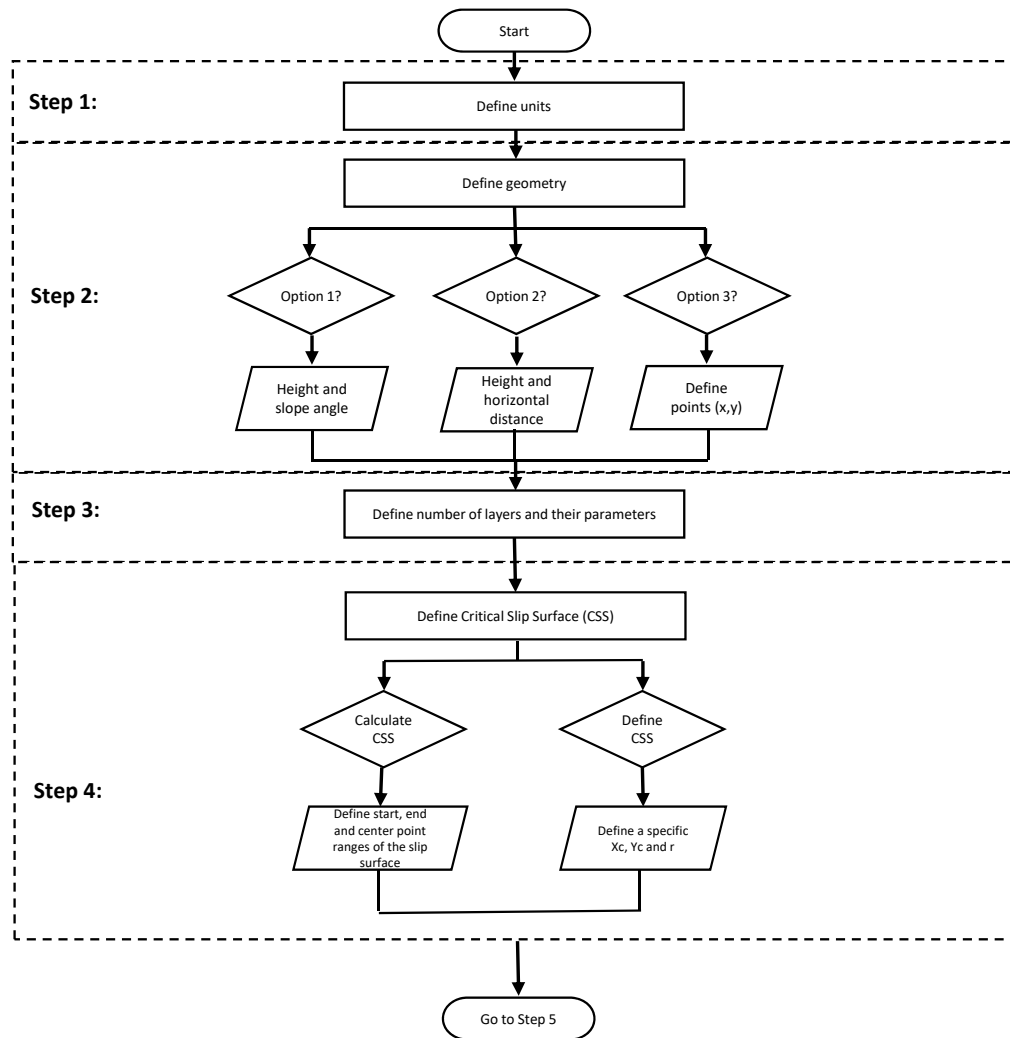 Start
Step 1:
Define units
Define geometry
Step 2:
Option 1?
Option 2?
Option 3?
Height and
slope angle
Height and
horizontal
distance
Define
points (x,y)
Step 3:
Define number of layers and their parameters
Define Critical Slip Surface (CSS)
Calculate
CSS
Define
CSS
Step 4:
Define start, end
and center point
ranges of the slip
surface
Define a specific
Xc, Yc and r
Go to Step 5